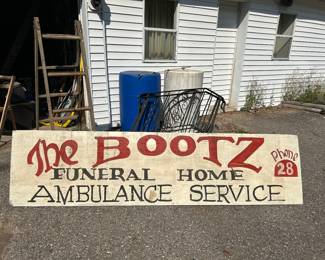 The BOOTZ
FUNERAL HOME
AMBULANCE SERVICE
Phone
28